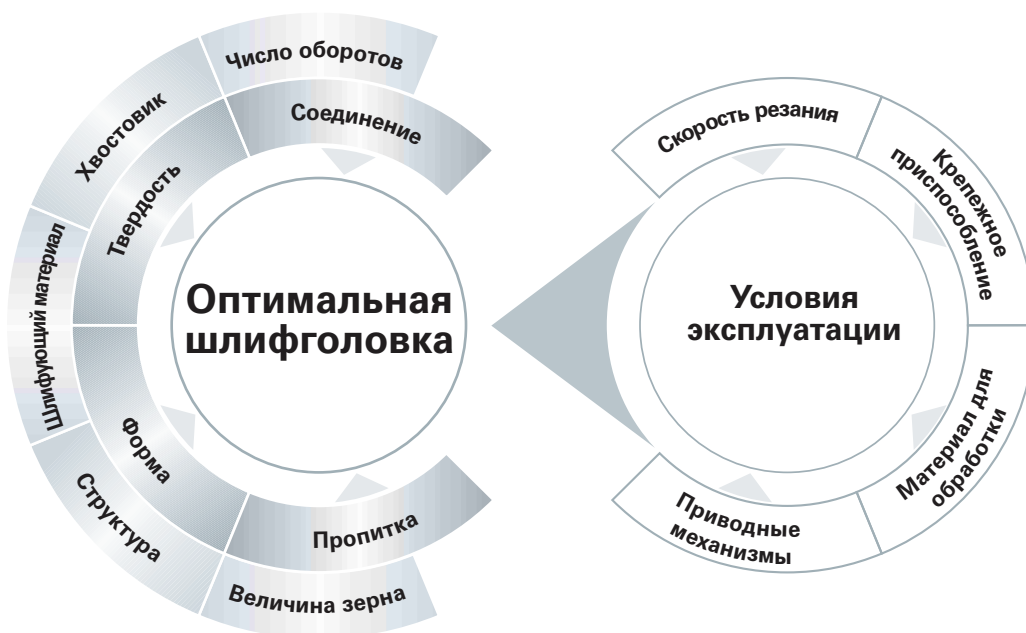 Число оборотов
Соединение
Хвостовик
Твердость
Шлифующий материал
Форма
Структура
Пропитка
Величина зерна
Оптимальная
шлифголовка
Скорость резания
Крепежное
приспособление
Условия
эксплуатации
Материал для
обработки
Приводные
механизмы